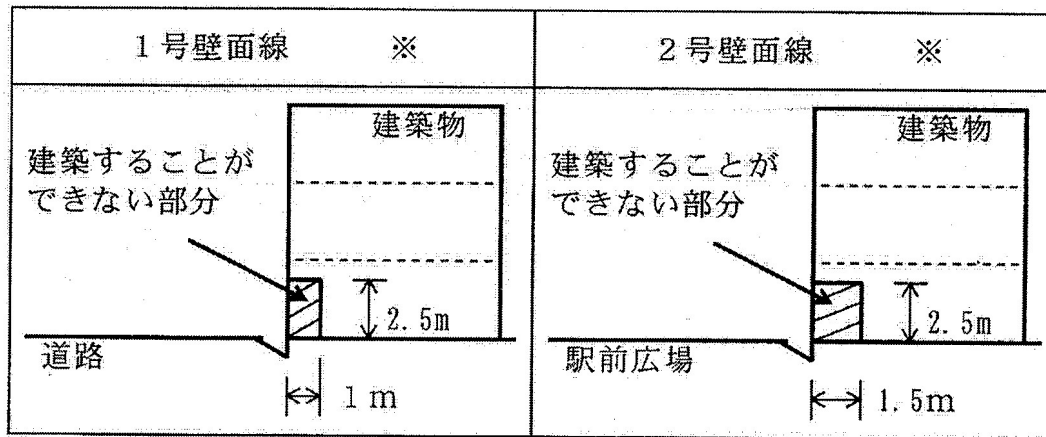 1号壁面線 ※
建築物
建築することが
できない部分
2.5m
道路
1m
2号壁面線 ※
建築物
建築することが
できない部分
2.5m
駅前広場
1.5m